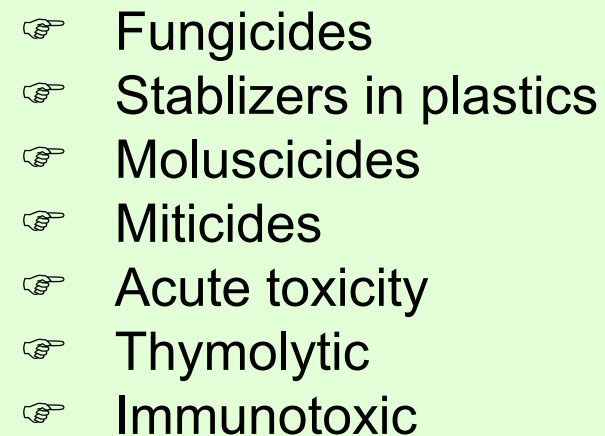 ☞ Fungicides
☞ Stablizers in plastics
☞ Moluscicides
☞ Miticides
☞ Acute toxicity
☞ Thymolytic
☞ Immunotoxic